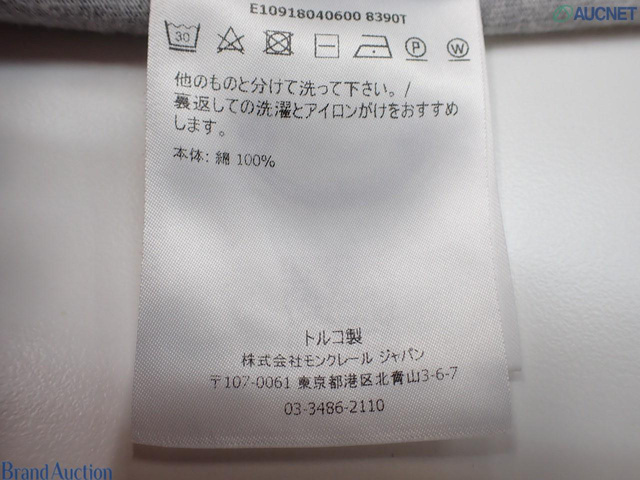 E10918040600 8390T
AUCNET
30
P
W
他のものと分けて洗って下さい。/
裏返しての洗濯とアイロンがけをおすすめ
します。
本体: 綿 100%
トルコ製
株式会社モンクレール ジャパン
〒107-0061 東京都港区北青山3-6-7
03-3486-2110
Brand Auction